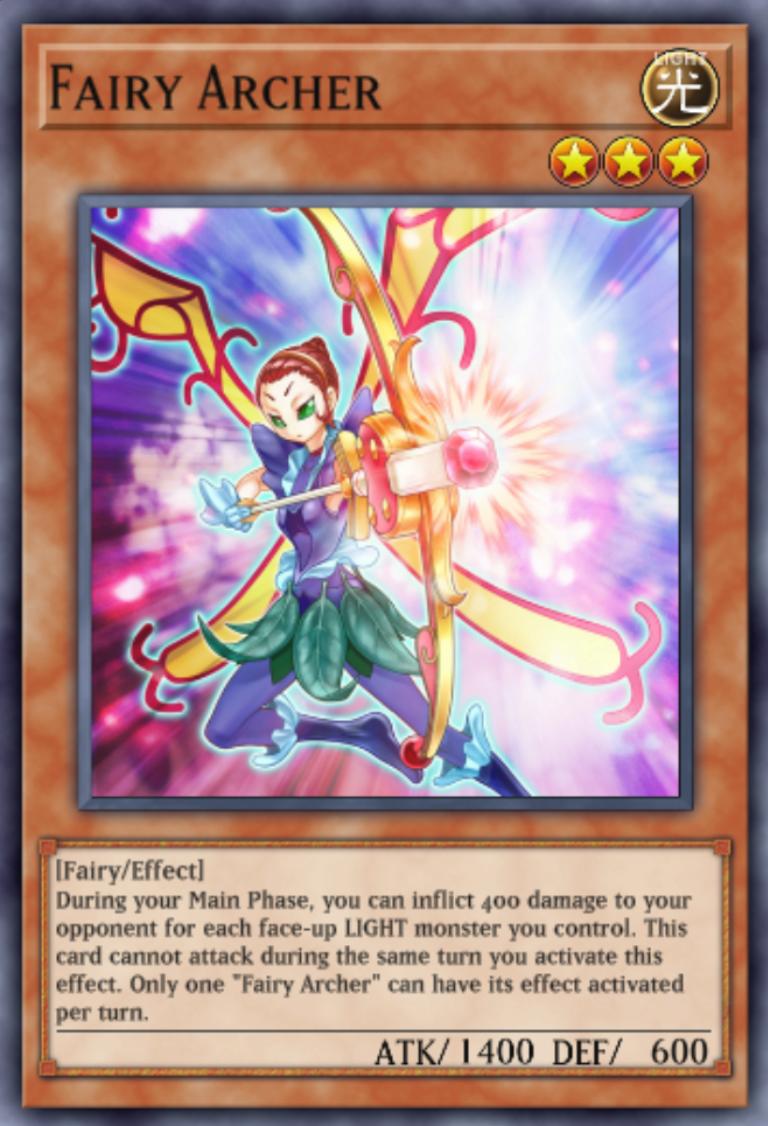 FAIRY ARCHER
LIGHT
光
[Fairy/Effect]
During your Main Phase, you can inflict 400 damage to your
opponent for each face-up LIGHT monster you control. This
card cannot attack during the same turn you activate this
effect. Only one "Fairy Archer" can have its effect activated
per turn.
ATK/ 1400 DEF/ 600